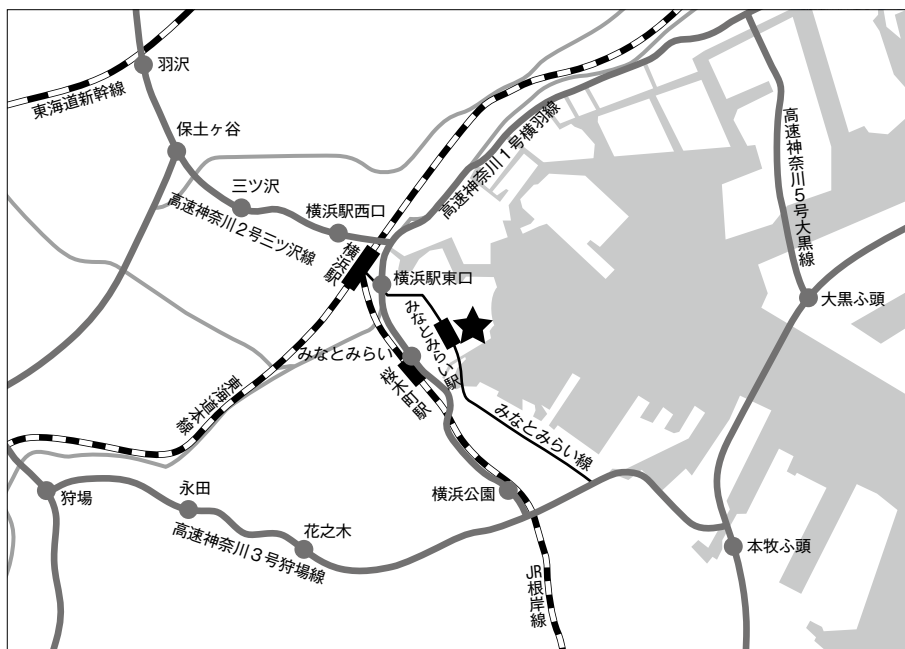 羽沢
東海道新幹線
保土ヶ谷
三ツ沢
高速神奈川2号三ツ沢線
横浜駅西口
横浜駅
高速神奈川1号横羽線
高速神奈川5号大黒線
横浜駅東口
大黒ふ頭
みなとみらい駅
みなとみらい
桜木町駅
東海道本線
みなとみらい線
狩場
永田
高速神奈川3号狩場線
花之木
横浜公園
本牧ふ頭
JR根岸線